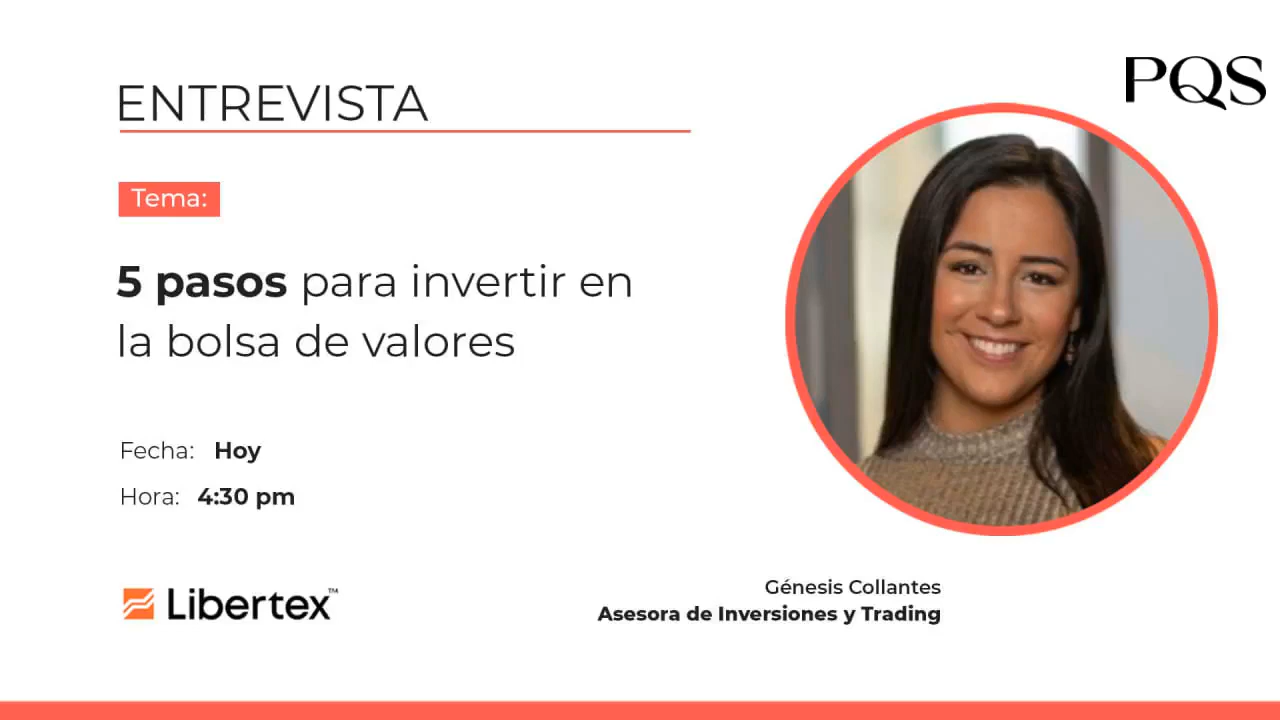 PQS
ENTREVISTA
Tema:
5 pasos para invertir en
la bolsa de valores
Fecha: Hoy
Hora: 4:30 pm
Libertex™
Génesis Collantes
Asesora de Inversiones y Trading